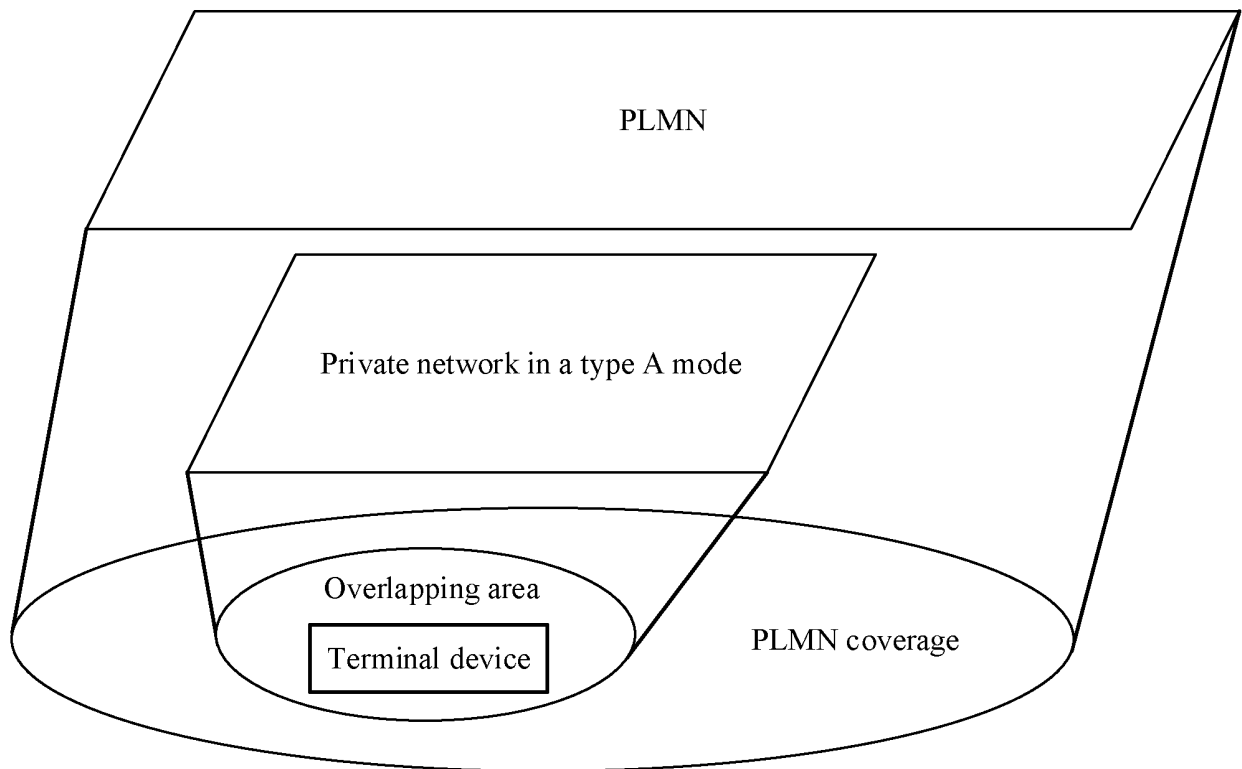 PLMN
Private network in a type A mode
Overlapping area
Terminal device
PLMN coverage